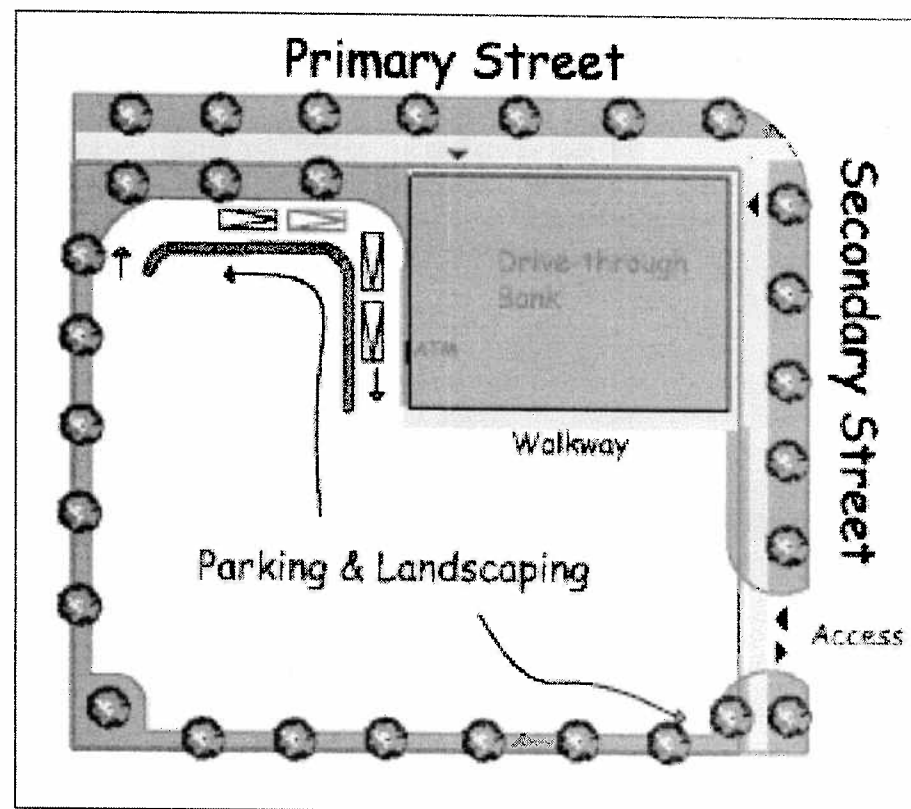 Primary Street
Secondary Street
Drive-through
Bank
ATM
Walkway
Parking & Landscaping
Access